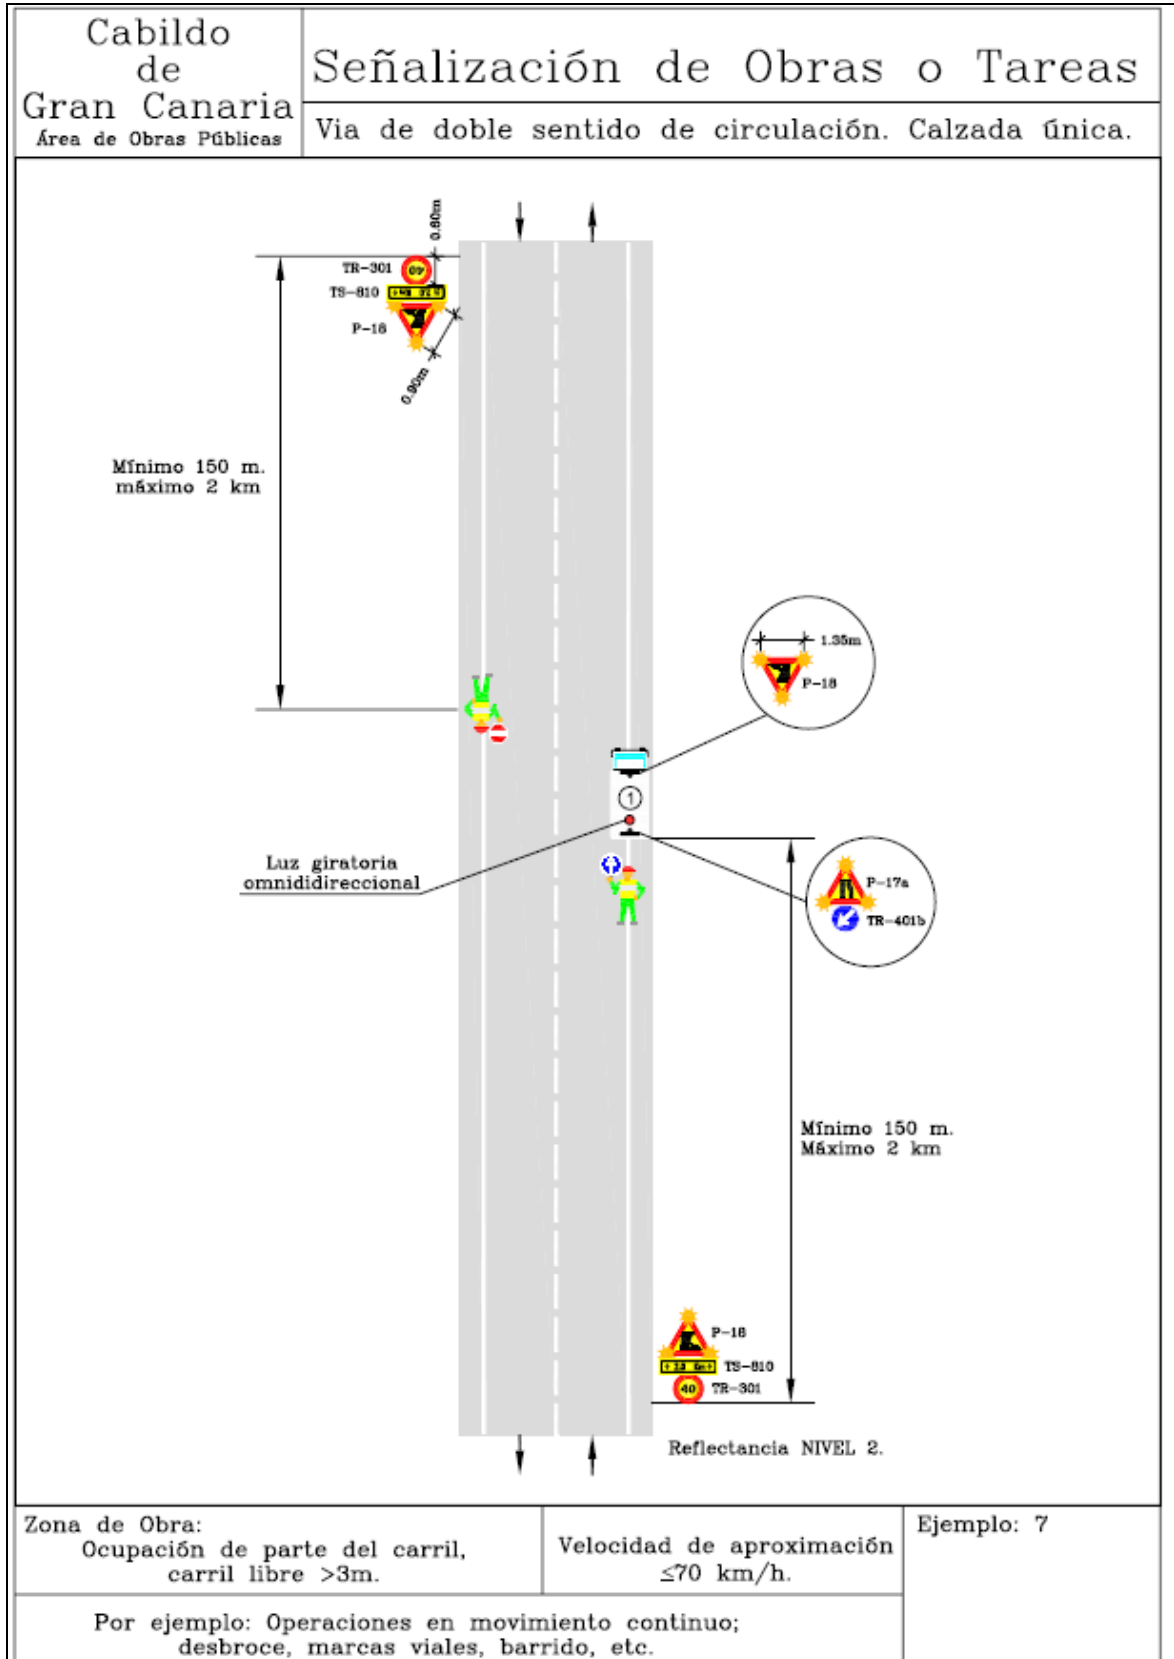 Cabildo
de
Gran Canaria
Área de Obras Públicas
Señalización de Obras o Tareas
Via de doble sentido de circulación. Calzada única.
0.60m
TR-301
40
TS-810
P-18
0.90m
Mínimo 150 m.
máximo 2 km
1.35m
P-18
1
Luz giratoria
omnididireccional
P-17a
TR-401b
Mínimo 150 m.
Máximo 2 km
P-18
TS-810
40
TR-301
Reflectancia NIVEL 2.
Zona de Obra:
Ocupación de parte del carril,
carril libre >3m.
Velocidad de aproximación
≤70 km/h.
Ejemplo: 7
Por ejemplo: Operaciones en movimiento continuo;
desbroce, marcas viales, barrido, etc.